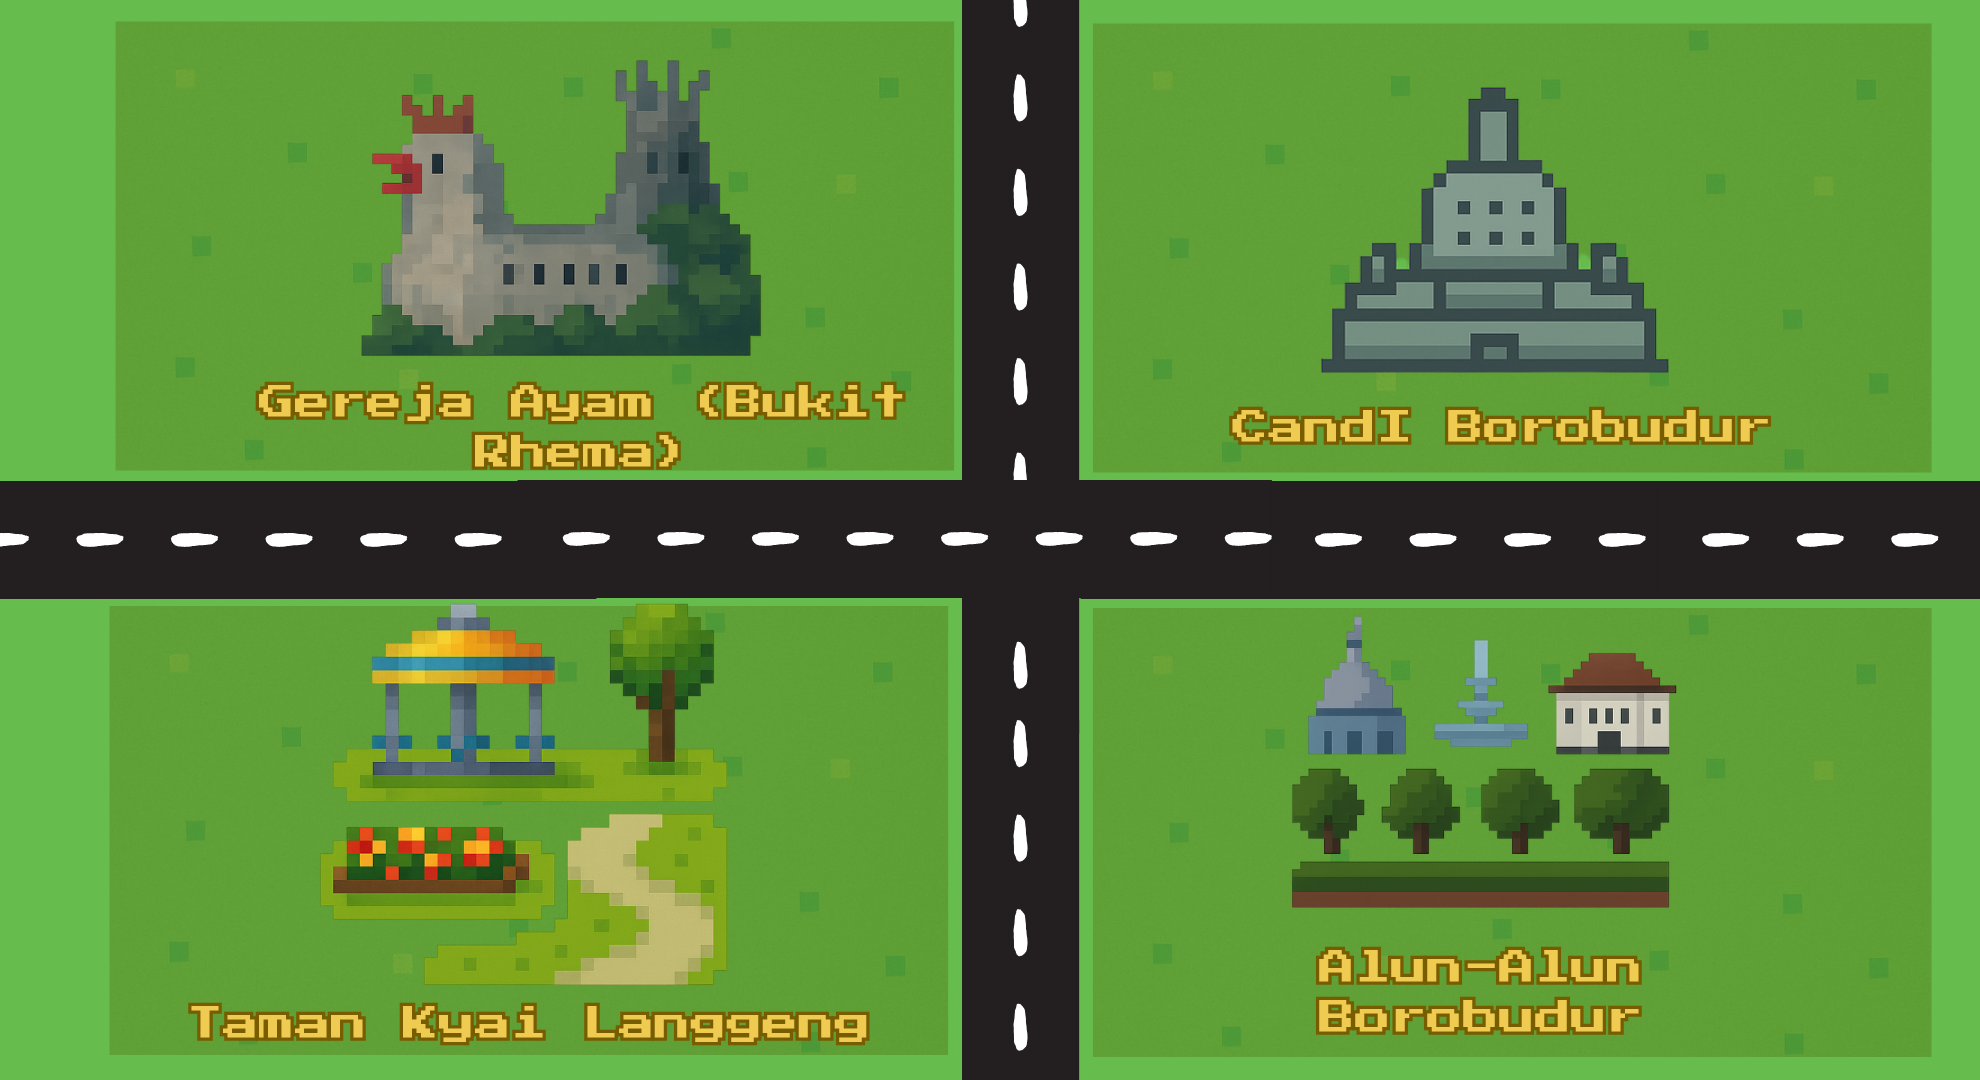 Gereja Ayam (Bukit
Rhema)
CandI Borobudur
Taman Kyai Langgeng
Alun-Alun
Borobudur